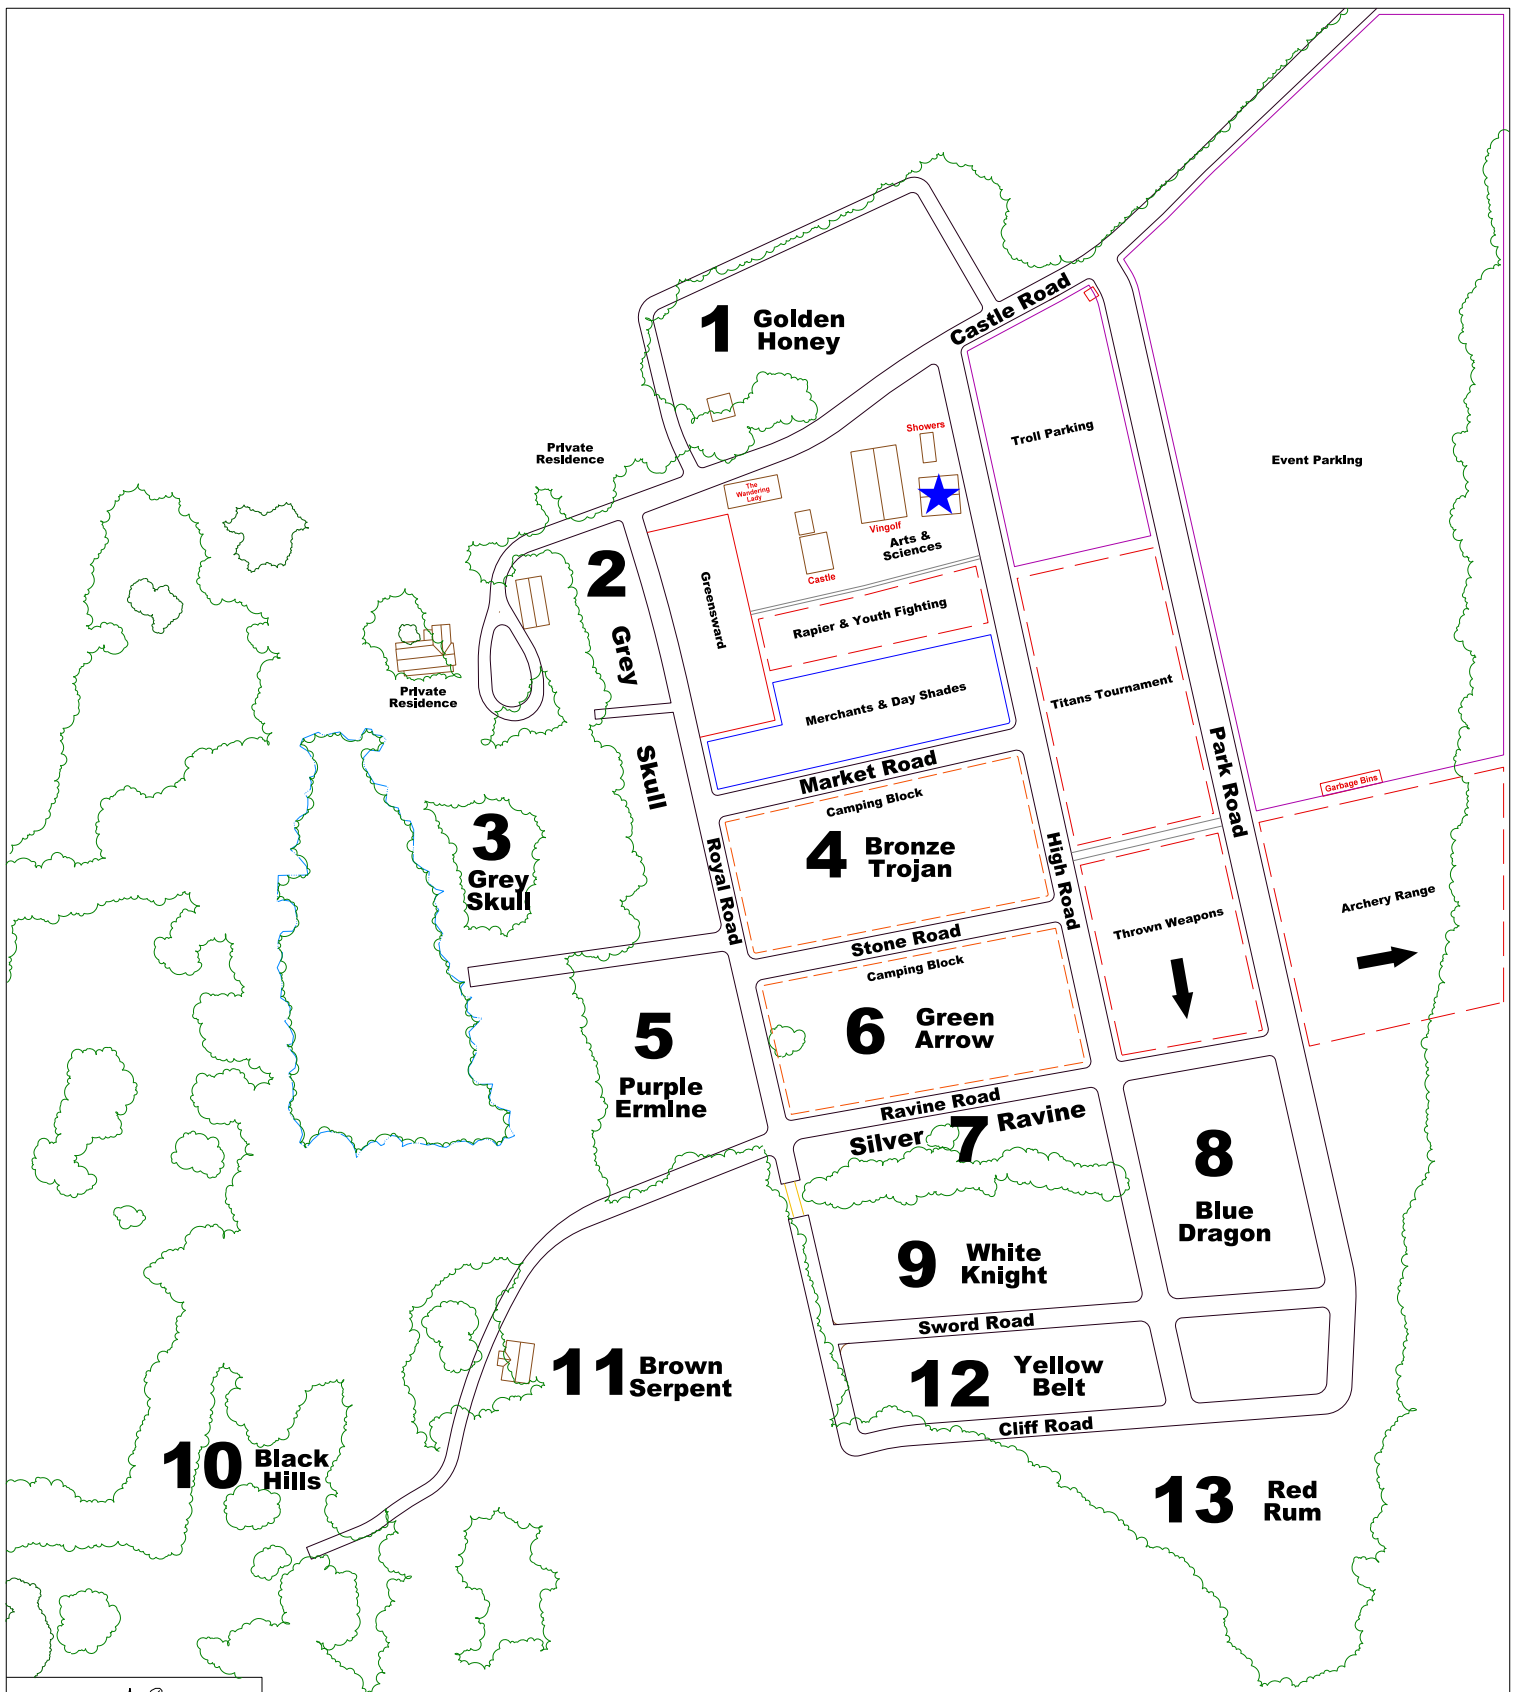 Castle Road
1 Golden
Honey
Troll Parking
Event Parking
Showers
Private
Residence
The
Wandering
Lady
Vingolf
Arts &
Sciences
Castle
2
Grey
Skull
Greensward
Rapier & Youth Fighting
Private
Residence
Merchants & Day Shades
Titans Tournament
Market Road
Park Road
Garbage Bins
Camping Block
4 Bronze
Trojan
3
Grey
Skull
Royal Road
High Road
Archery Range
Thrown Weapons
Stone Road
Camping Block
6 Green
Arrow
5
Purple
Ermine
Ravine Road
Silver 7 Ravine
8
Blue
Dragon
9 White
Knight
Sword Road
11 Brown
Serpent
12 Yellow
Belt
Cliff Road
10 Black
Hills
13 Red
Rum